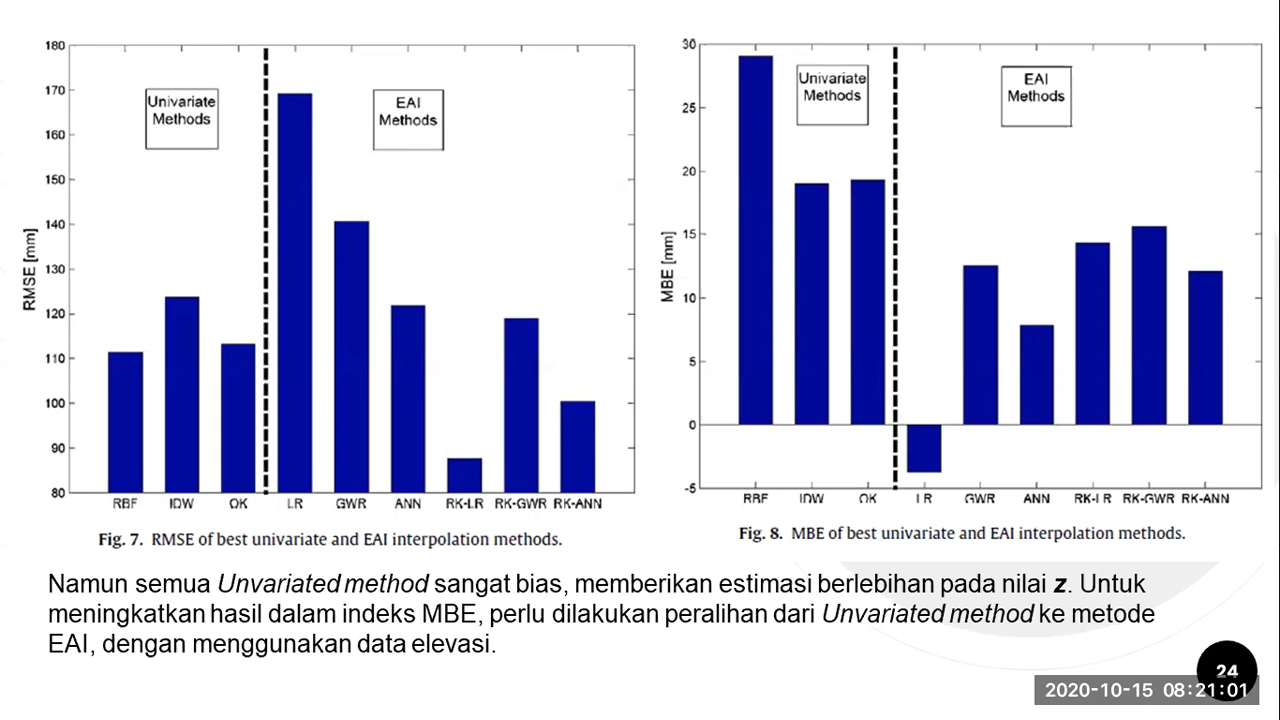 180
170
160
150
140
130
120
110
100
90
80
RMSE [mm]
Univariate
Methods
EAI
Methods
RBF IDW OK LR GWR ANN RK-LR RK-GWR RK-ANN
Fig. 7. RMSE of best univariate and EAI interpolation methods.
30
25
20
15
10
5
0
-5
MBE [mm]
Univariate
Methods
EAI
Methods
RBF IDW OK LR GWR ANN RK-LR RK-GWR RK-ANN
Fig. 8. MBE of best univariate and EAI interpolation methods.
Namun semua Unvariated method sangat bias, memberikan estimasi berlebihan pada nilai z. Untuk
meningkatkan hasil dalam indeks MBE, perlu dilakukan peralihan dari Unvariated method ke metode
EAI, dengan menggunakan data elevasi.
24
2020-10-15 08:21:01